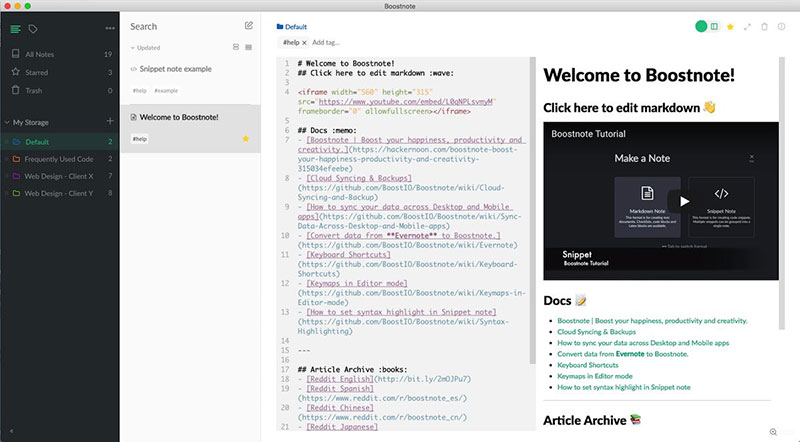 Boostnote
All Notes 19
Starred 3
Trash 0
My Storage
Default 2
Frequently Used Code 2
Web Design - Client X 2
Web Design - Client Y 2
Search
Updated
Snippet note example
#help #example
Welcome to Boostnote!
#help
Default
#help Add tag...
1 # Welcome to Boostnote!
2 ## Click here to edit markdown :wave:
3
4 <iframe width="560" height="315"
src="https://www.youtube.com/embed/L0qNPLsvmyM"
frameborder="0" allowfullscreen></iframe>
5
6 ## Docs :memo:
7 - [Boostnote | Boost your happiness, productivity and
creativity.](https://hackernoon.com/boostnote-boost-
your-happiness-productivity-and-creativity-
315034efeebe)
8 - [Cloud Syncing & Backups]
(https://github.com/BoostIO/Boostnote/wiki/Cloud-
Syncing-and-Backup)
9 - [How to sync your data across Desktop and Mobile
apps](https://github.com/BoostIO/Boostnote/wiki/Sync-
Data-Across-Desktop-and-Mobile-apps)
10 - [Convert data from **Evernote** to Boostnote.]
(https://github.com/BoostIO/Boostnote/wiki/Evernote)
11 - [Keyboard Shortcuts]
(https://github.com/BoostIO/Boostnote/wiki/Keyboard-
Shortcuts)
12 - [Keymaps in Editor mode]
(https://github.com/BoostIO/Boostnote/wiki/Keymaps-in-
Editor-mode)
13 - [How to set syntax highlight in Snippet note]
(https://github.com/BoostIO/Boostnote/wiki/Syntax-
Highlighting)
14
15 ---
16
17 ## Article Archive :books:
18 - [Reddit English](http://bit.ly/2mOJPu7)
19 - [Reddit Spanish]
(https://www.reddit.com/r/boostnote_es/)
20 - [Reddit Chinese]
(https://www.reddit.com/r/boostnote_cn/)
21 - [Reddit Japanese]
Welcome to Boostnote!
Click here to edit markdown 👋
Boostnote Tutorial
Make a Note
Markdown Note
Snippet Note
Snippet
Boostnote Tutorial
Docs 📝
Boostnote | Boost your happiness, productivity and creativity.
Cloud Syncing & Backups
How to sync your data across Desktop and Mobile apps
Convert data from Evernote to Boostnote.
Keyboard Shortcuts
Keymaps in Editor mode
How to set syntax highlight in Snippet note
Article Archive 📚